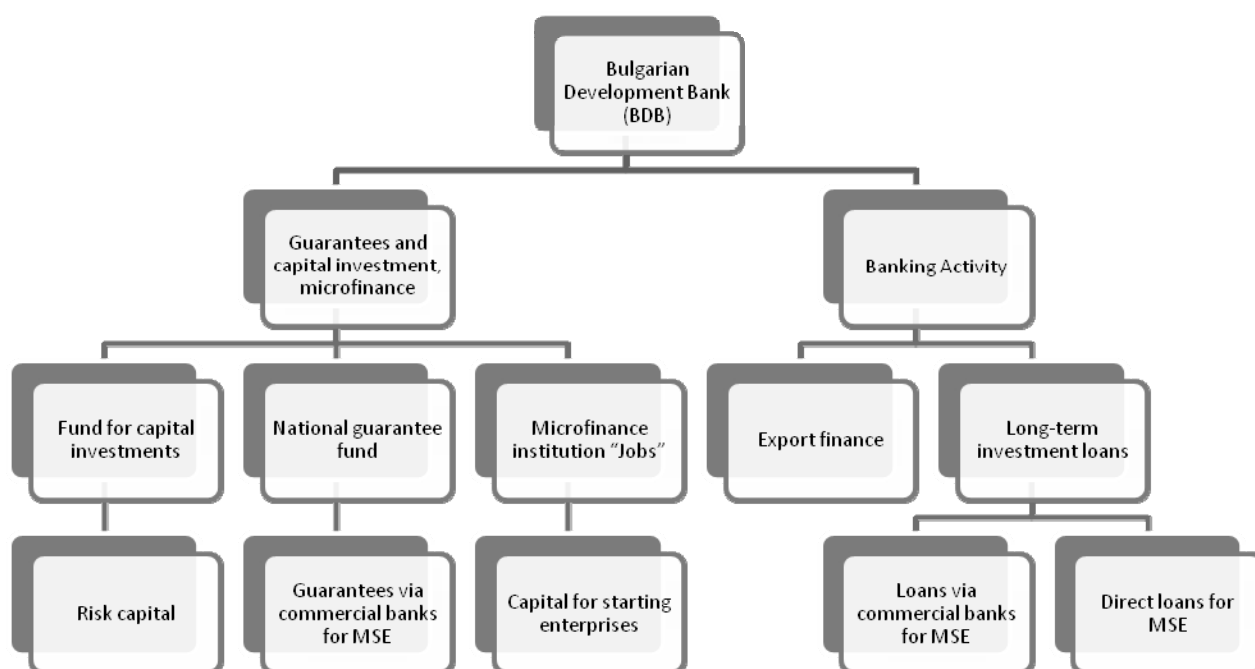 Bulgarian
Development Bank
(BDB)
Guarantees and
capital investment,
microfinance
Banking Activity
Fund for capital
investments
National guarantee
fund
Microfinance
institution “Jobs”
Export finance
Long-term
investment loans
Risk capital
Guarantees via
commercial banks
for MSE
Capital for starting
enterprises
Loans via
commercial banks
for MSE
Direct loans for
MSE